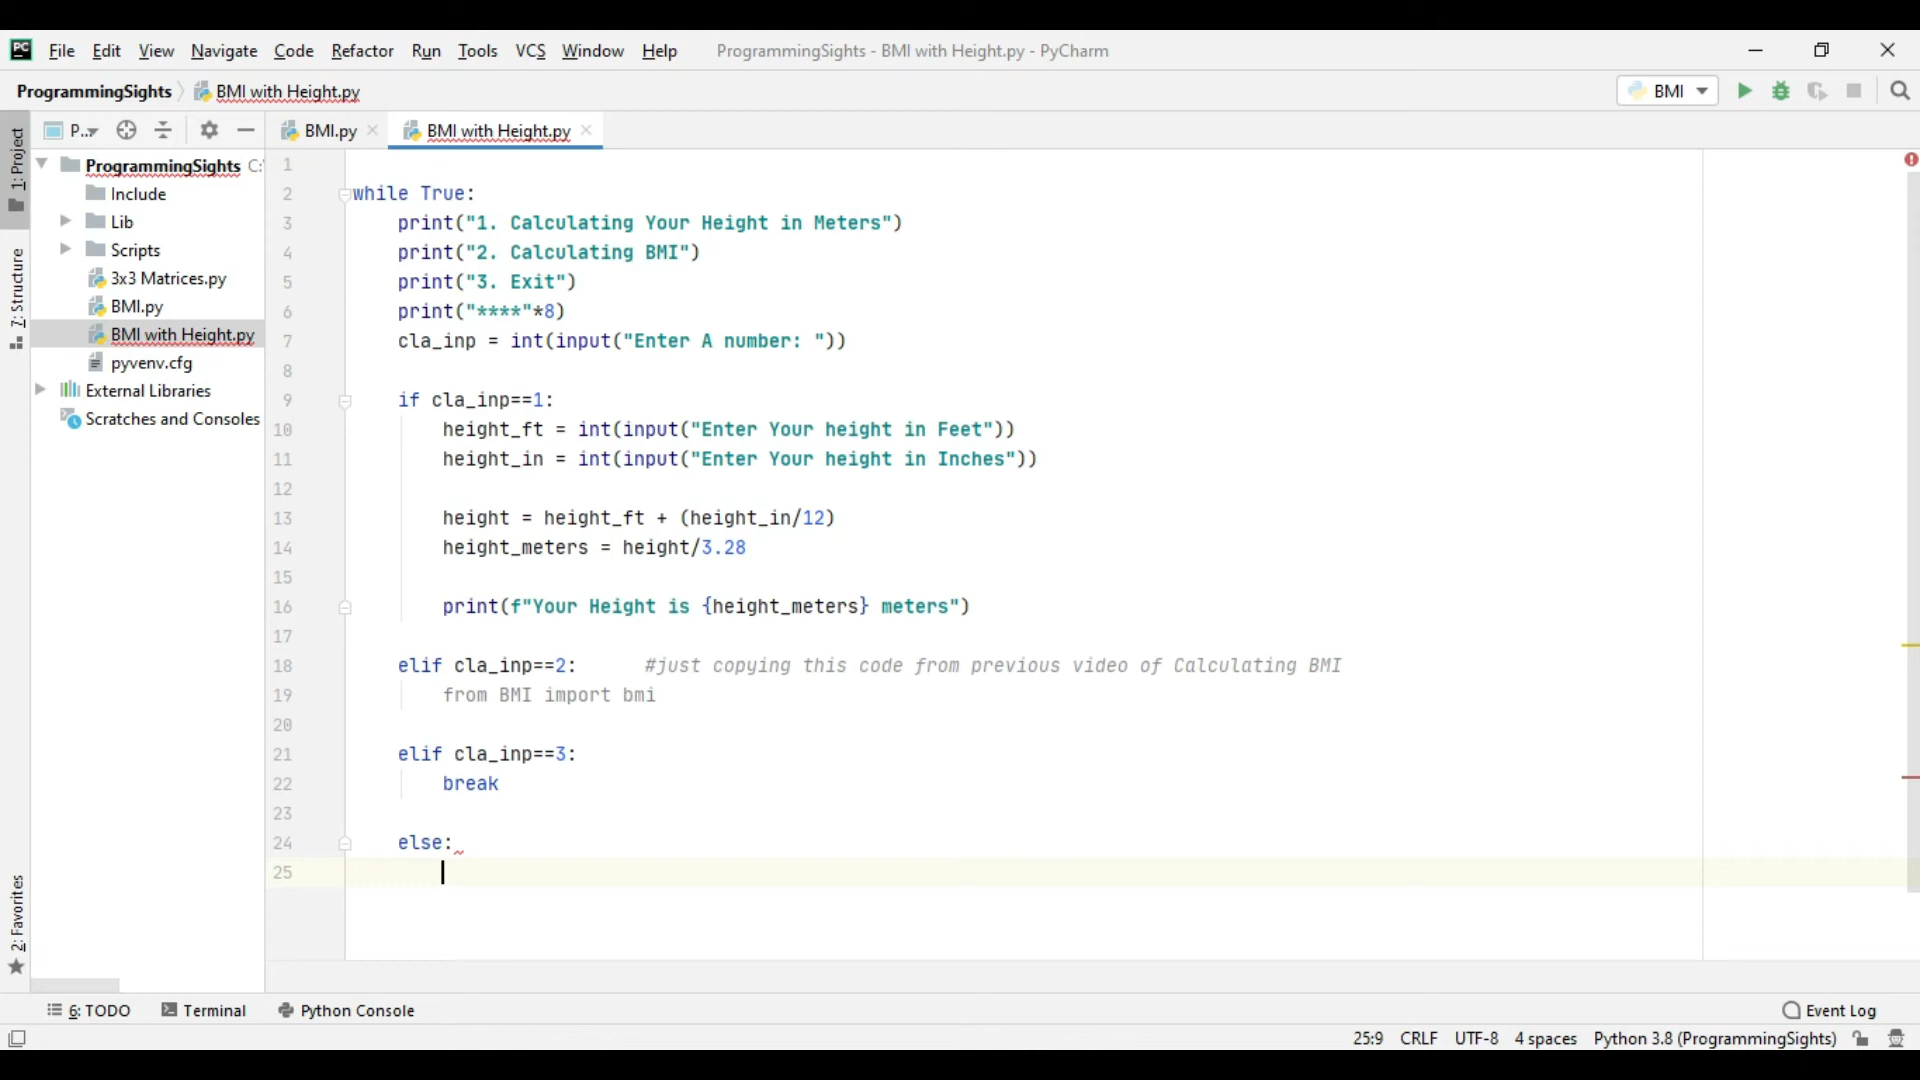 PC File Edit View Navigate Code Refactor Run Tools VCS Window Help ProgrammingSights - BMI with Height.py - PyCharm
ProgrammingSights BMI with Height.py BMI
1: Project P... BMI.py BMI with Height.py
ProgrammingSights C:\
Include
Lib
Scripts
3x3 Matrices.py
BMI.py
BMI with Height.py
pyvenv.cfg
External Libraries
Scratches and Consoles
7: Structure
2: Favorites
1
2 while True:
3 print("1. Calculating Your Height in Meters")
4 print("2. Calculating BMI")
5 print("3. Exit")
6 print("****"*8)
7 cla_inp = int(input("Enter A number: "))
8
9 if cla_inp==1:
10 height_ft = int(input("Enter Your height in Feet"))
11 height_in = int(input("Enter Your height in Inches"))
12
13 height = height_ft + (height_in/12)
14 height_meters = height/3.28
15
16 print(f"Your Height is {height_meters} meters")
17
18 elif cla_inp==2: #just copying this code from previous video of Calculating BMI
19 from BMI import bmi
20
21 elif cla_inp==3:
22 break
23
24 else:
25
6: TODO Terminal Python Console Event Log
25:9 CRLF UTF-8 4 spaces Python 3.8 (ProgrammingSights)